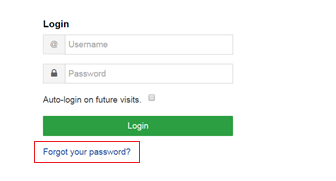 Login
@ Username
Password
Auto-login on future visits.
Login
Forgot your password?